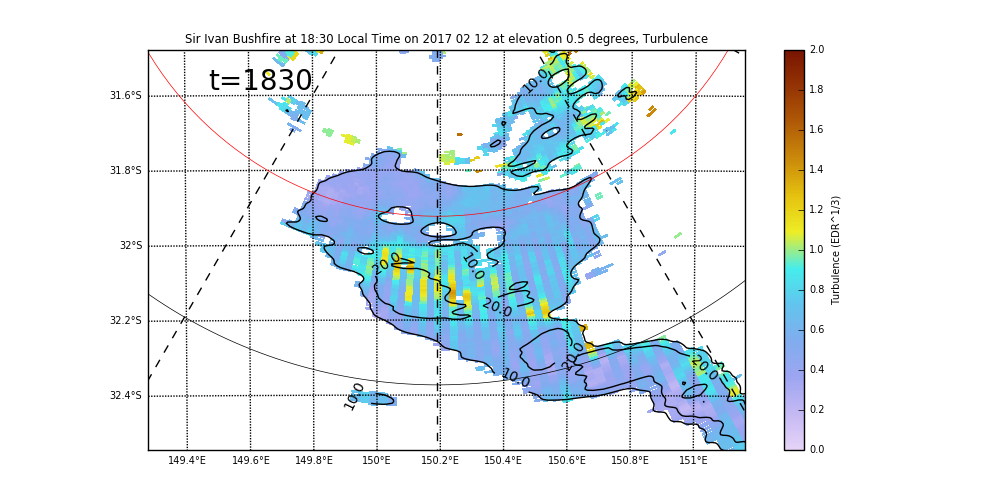 Sir Ivan Bushfire at 18:30 Local Time on 2017 02 12 at elevation 0.5 degrees, Turbulence
t=1830
31.6°S
31.8°S
32°S
32.2°S
32.4°S
149.4°E 149.6°E 149.8°E 150°E 150.2°E 150.4°E 150.6°E 150.8°E 151°E
10.0
20.0
10.0
20.0
10.0
20.0
10.0
2.0
1.8
1.6
1.4
1.2
1.0
0.8
0.6
0.4
0.2
0.0
Turbulence (EDR^1/3)